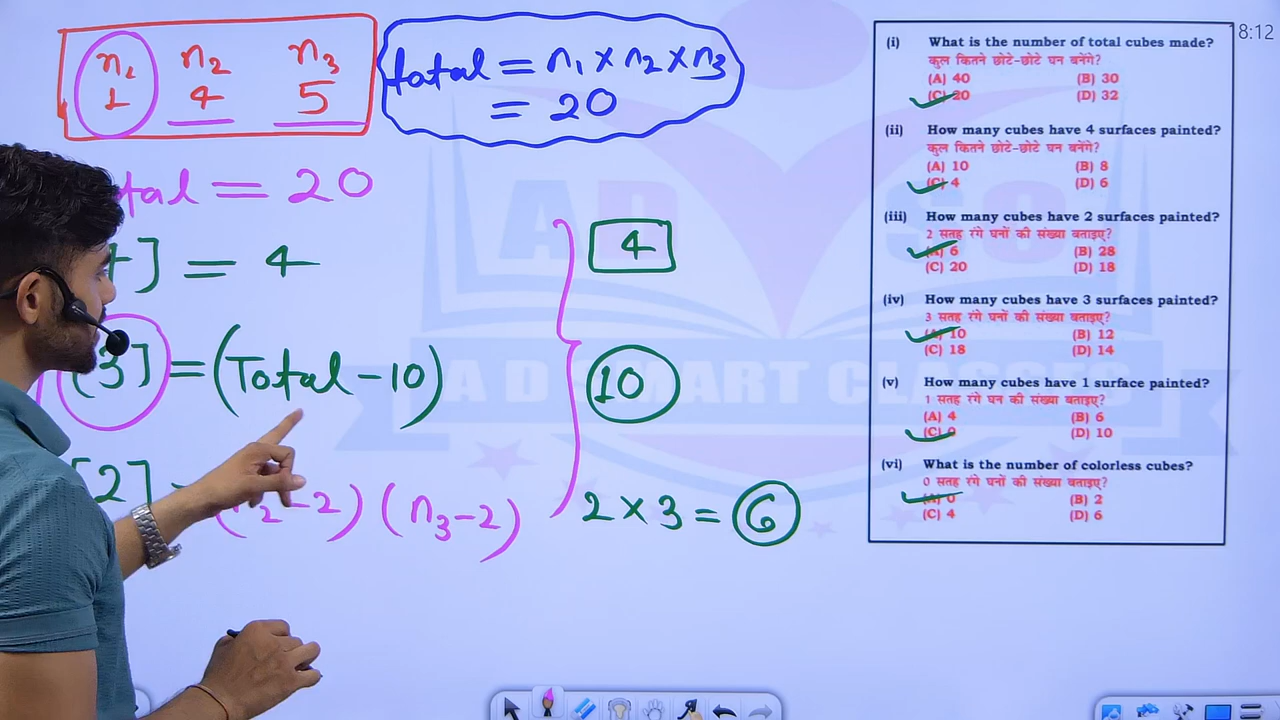 n1 n2 n3
1 4 5
total = n1 × n2 × n3
= 20
= 20
] = 4
4
[3] = (Total - 10)
10
[2]
-2) (n3-2)
2 × 3 = 6
8:12
(i) What is the number of total cubes made?
कुल कितने छोटे-छोटे घन बनेंगे?
(A) 40 (B) 30
(C) 20 (D) 32
(ii) How many cubes have 4 surfaces painted?
कुल कितने छोटे-छोटे घन बनेंगे?
(A) 10 (B) 8
(C) 4 (D) 6
(iii) How many cubes have 2 surfaces painted?
2 सतह रंगे घनों की संख्या बताइए?
(A) 6 (B) 28
(C) 20 (D) 18
(iv) How many cubes have 3 surfaces painted?
3 सतह रंगे घनों की संख्या बताइए?
(A) 10 (B) 12
(C) 18 (D) 14
(v) How many cubes have 1 surface painted?
1 सतह रंगे घन की संख्या बताइए?
(A) 4 (B) 6
(C) 0 (D) 10
(vi) What is the number of colorless cubes?
0 सतह रंगे घनों की संख्या बताइए?
(A) 0 (B) 2
(C) 4 (D) 6
A D S C
A D SMART CLASSES